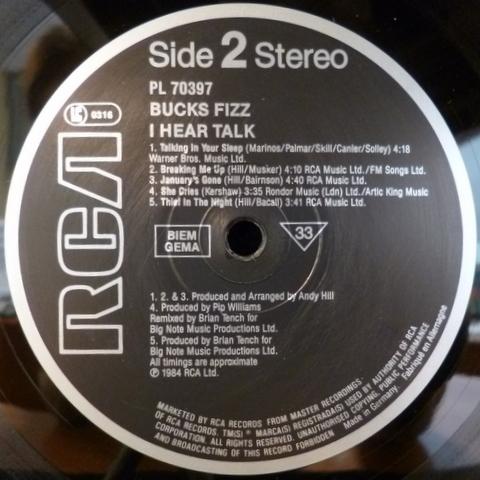 Side 2 Stereo
PL 70397
BUCKS FIZZ
I HEAR TALK
LC 0316
RCA
1. Talking In Your Sleep (Marinos/Palmar/Skill/Canler/Solley) 4:18
Warner Bros. Music Ltd.
2. Breaking Me Up (Hill/Musker) 4:10 RCA Music Ltd./FM Songs Ltd.
3. January's Gone (Hill/Bairnson) 4:40 RCA Music Ltd.
4. She Cries (Kershaw) 3:35 Rondor Music (Ldn) Ltd./Artic King Music
5. Thief In The Night (Hill/Bacall) 3:41 RCA Music Ltd.
BIEM
GEMA
33
1. 2. & 3. Produced and Arranged by Andy Hill
4. Produced by Pip Williams
Remixed by Brian Tench for
Big Note Music Productions Ltd.
5. Produced by Brian Tench for
Big Note Music Productions Ltd.
All timings are approximate
℗ 1984 RCA Ltd.
MARKETED BY RCA RECORDS FROM MASTER RECORDINGS.
OF RCA RECORDS. TM(S) ® MARCA(S) REGISTRADA(S) USED BY AUTHORITY OF RCA
CORPORATION. ALL RIGHTS RESERVED. UNAUTHORISED COPYING, PUBLIC PERFORMANCE
AND BROADCASTING OF THIS RECORD FORBIDDEN
Made in Germany. Fabriqué en Allemagne